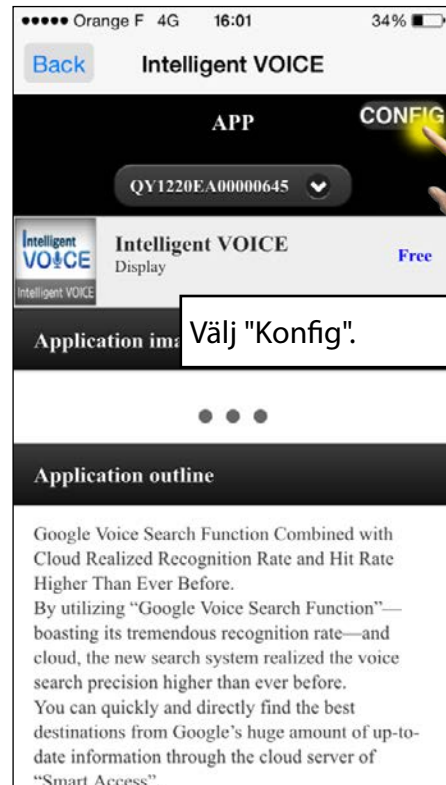 Orange F 4G 16:01 34%
Back Intelligent VOICE
APP CONFIG
QY1220EA00000645
Intelligent
VOICE
Intelligent VOICE
Intelligent VOICE
Display
Free
Välj "Konfig".
Application ima
Application outline
Google Voice Search Function Combined with
Cloud Realized Recognition Rate and Hit Rate
Higher Than Ever Before.
By utilizing “Google Voice Search Function”—
boasting its tremendous recognition rate—and
cloud, the new search system realized the voice
search precision higher than ever before.
You can quickly and directly find the best
destinations from Google’s huge amount of up-to-
date information through the cloud server of
“Smart Access”